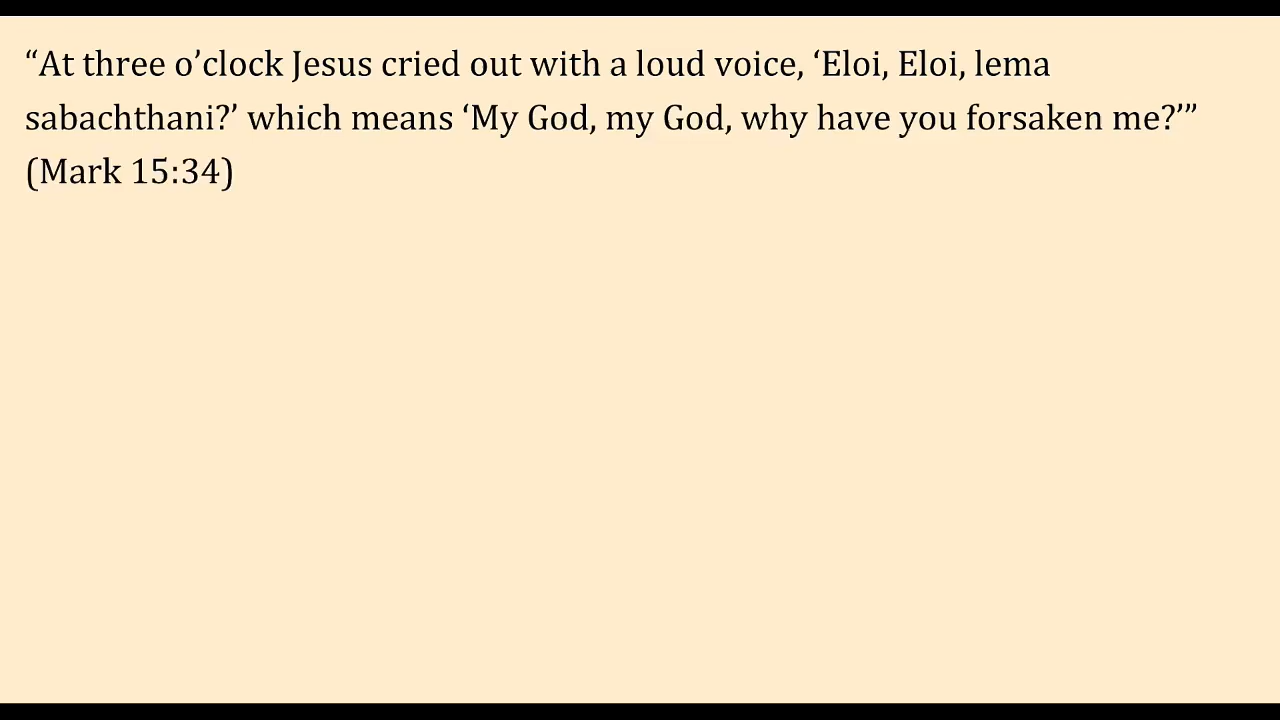 “At three o’clock Jesus cried out with a loud voice, ‘Eloi, Eloi, lema
sabachthani?’ which means ‘My God, my God, why have you forsaken me?’”
(Mark 15:34)